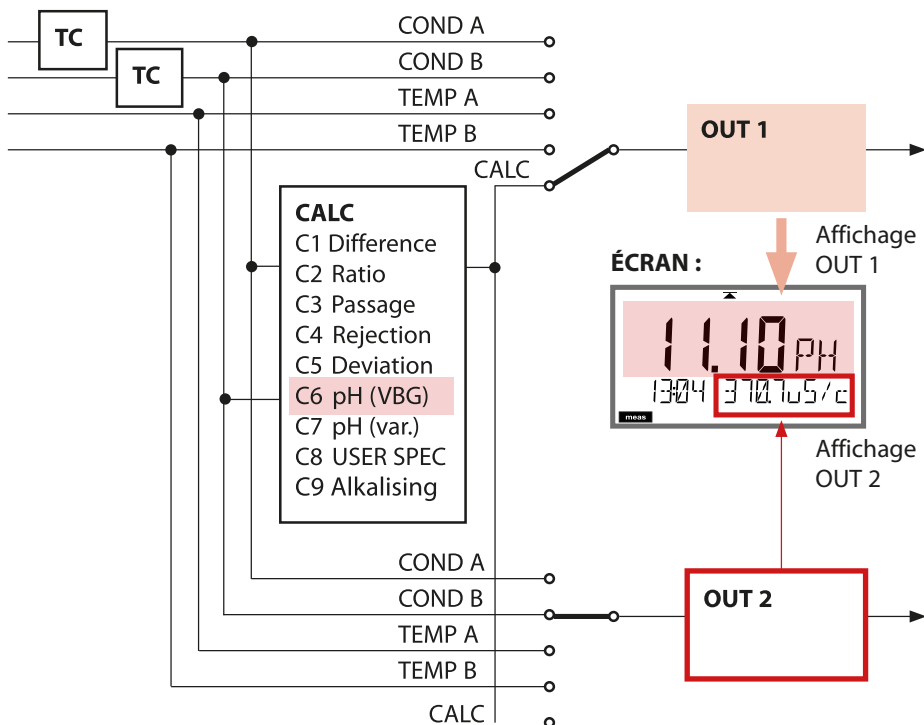 TC
COND A
TC
COND B
TEMP A
TEMP B
CALC
OUT 1
CALC
C1 Difference
C2 Ratio
C3 Passage
C4 Rejection
C5 Deviation
C6 pH (VBG)
C7 pH (var.)
C8 USER SPEC
C9 Alkalising
Affichage
OUT 1
ÉCRAN :
11.10 PH
13:04 370.7uS/c
meas
Affichage
OUT 2
COND A
COND B
TEMP A
TEMP B
CALC
OUT 2